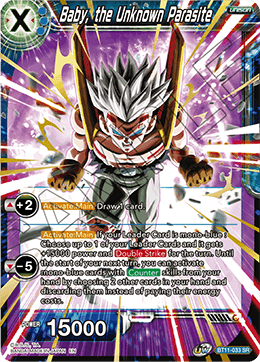 X
Baby, the Unknown Parasite
UNISON
+2 Activate:Main Draw 1 card.
-5 Activate:Main If your Leader Card is mono-blue:
Choose up to 1 of your Leader Cards and it gets
+15000 power and Double Strike for the turn. Until
the start of your next turn, you can activate
mono-blue cards with Counter skills from your
hand by choosing 2 other cards in your hand and
discarding them instead of paying their energy
costs.
POWER 15000
BT11-033 SR